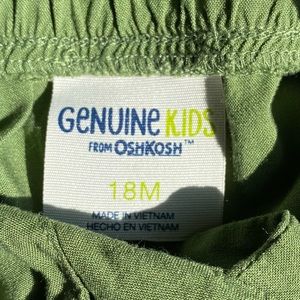 GENUINE KIDS
FROM OSHKOSH™
18M
MADE IN VIETNAM
HECHO EN VIETNAM